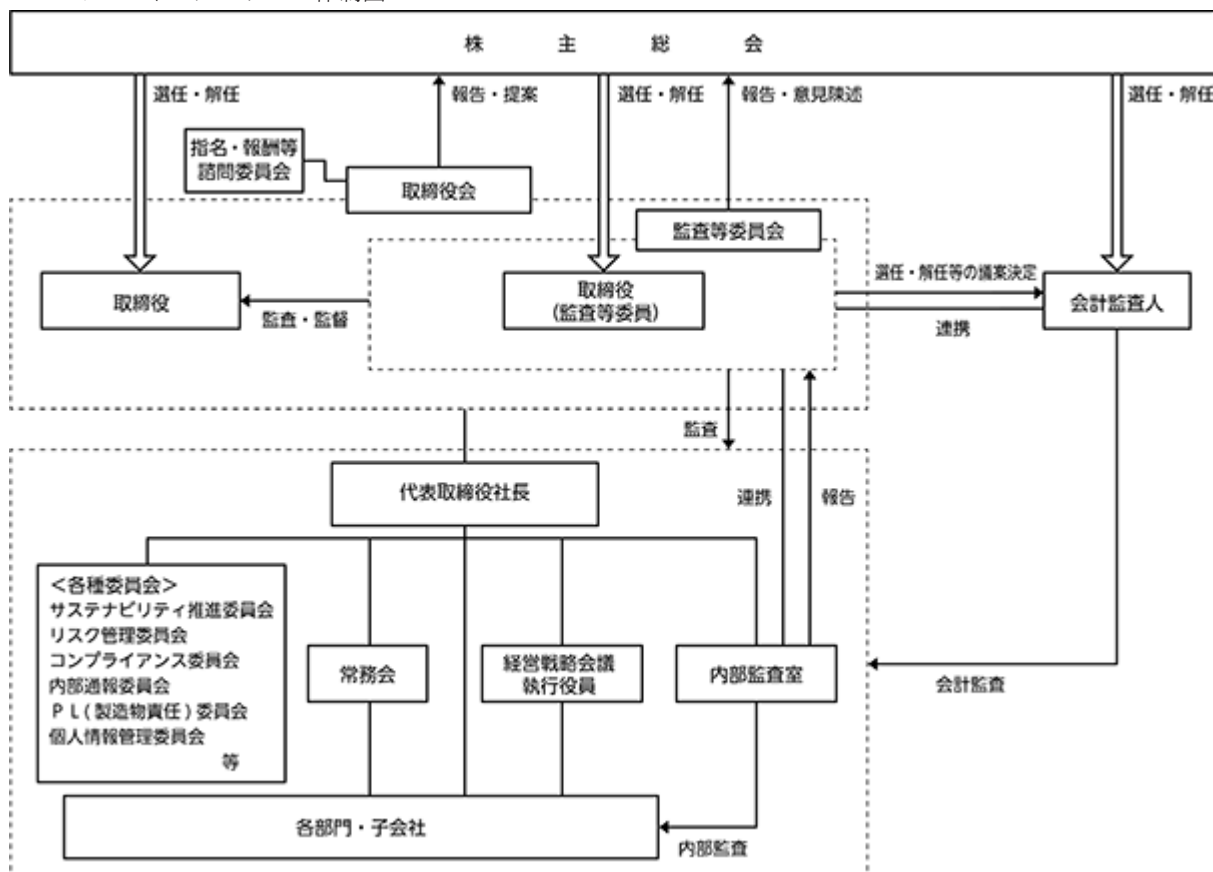 株主総会
選任・解任
報告・提案
選任・解任
報告・意見陳述
選任・解任
指名・報酬等
諮問委員会
取締役会
監査等委員会
取締役
監査・監督
取締役
(監査等委員)
選任・解任等の議案決定
連携
会計監査人
監査
代表取締役社長
連携
報告
＜各種委員会＞
サステナビリティ推進委員会
リスク管理委員会
コンプライアンス委員会
内部通報委員会
ＰＬ(製造物責任)委員会
個人情報管理委員会
等
常務会
経営戦略会議
執行役員
内部監査室
会計監査
各部門・子会社
内部監査